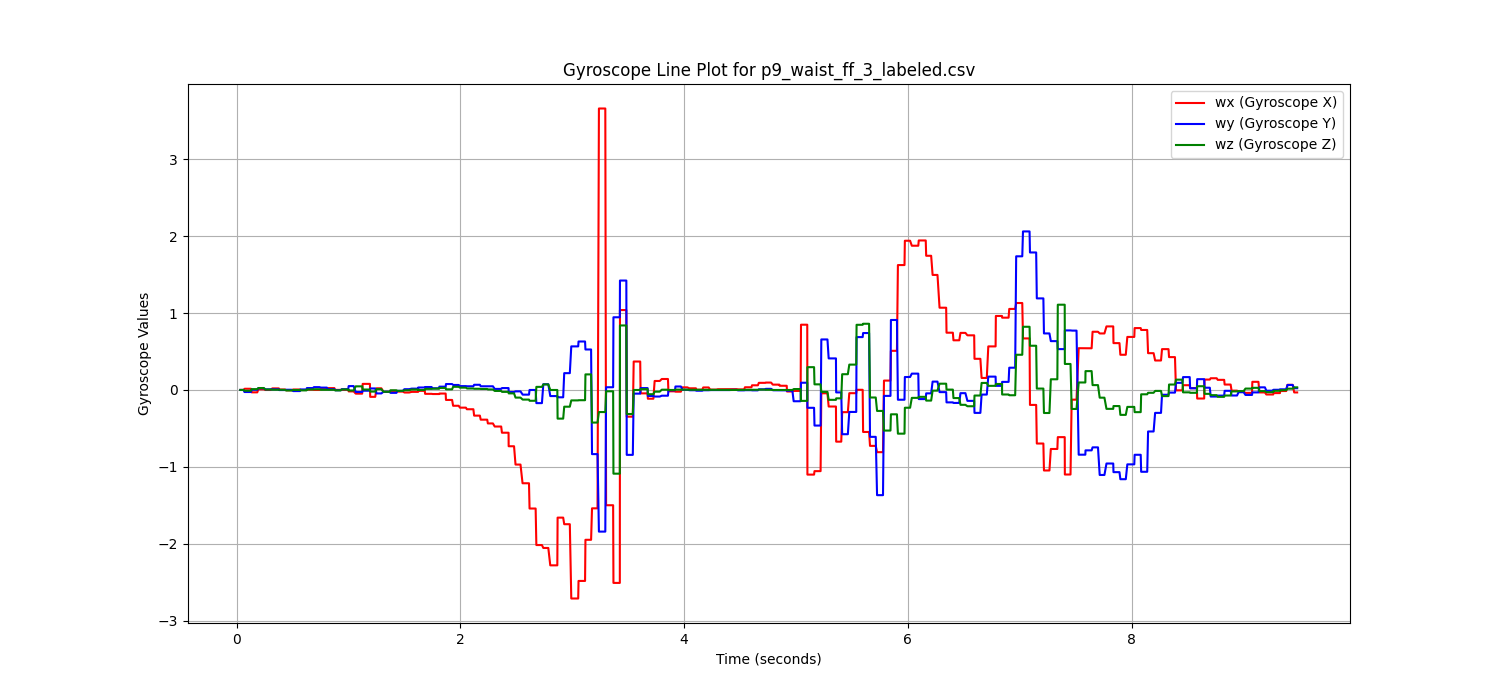 Gyroscope Line Plot for p9_waist_ff_3_labeled.csv
wx (Gyroscope X)
wy (Gyroscope Y)
wz (Gyroscope Z)
Gyroscope Values
3
2
1
0
−1
−2
−3
0 2 4 6 8
Time (seconds)